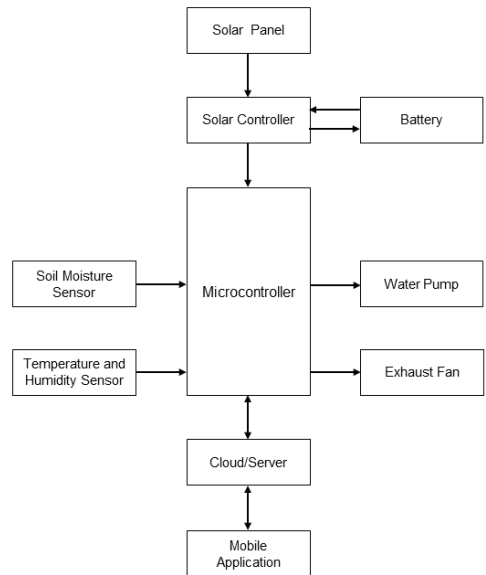 Solar Panel
Solar Controller
Battery
Microcontroller
Soil Moisture
Sensor
Water Pump
Temperature and
Humidity Sensor
Exhaust Fan
Cloud/Server
Mobile
Application